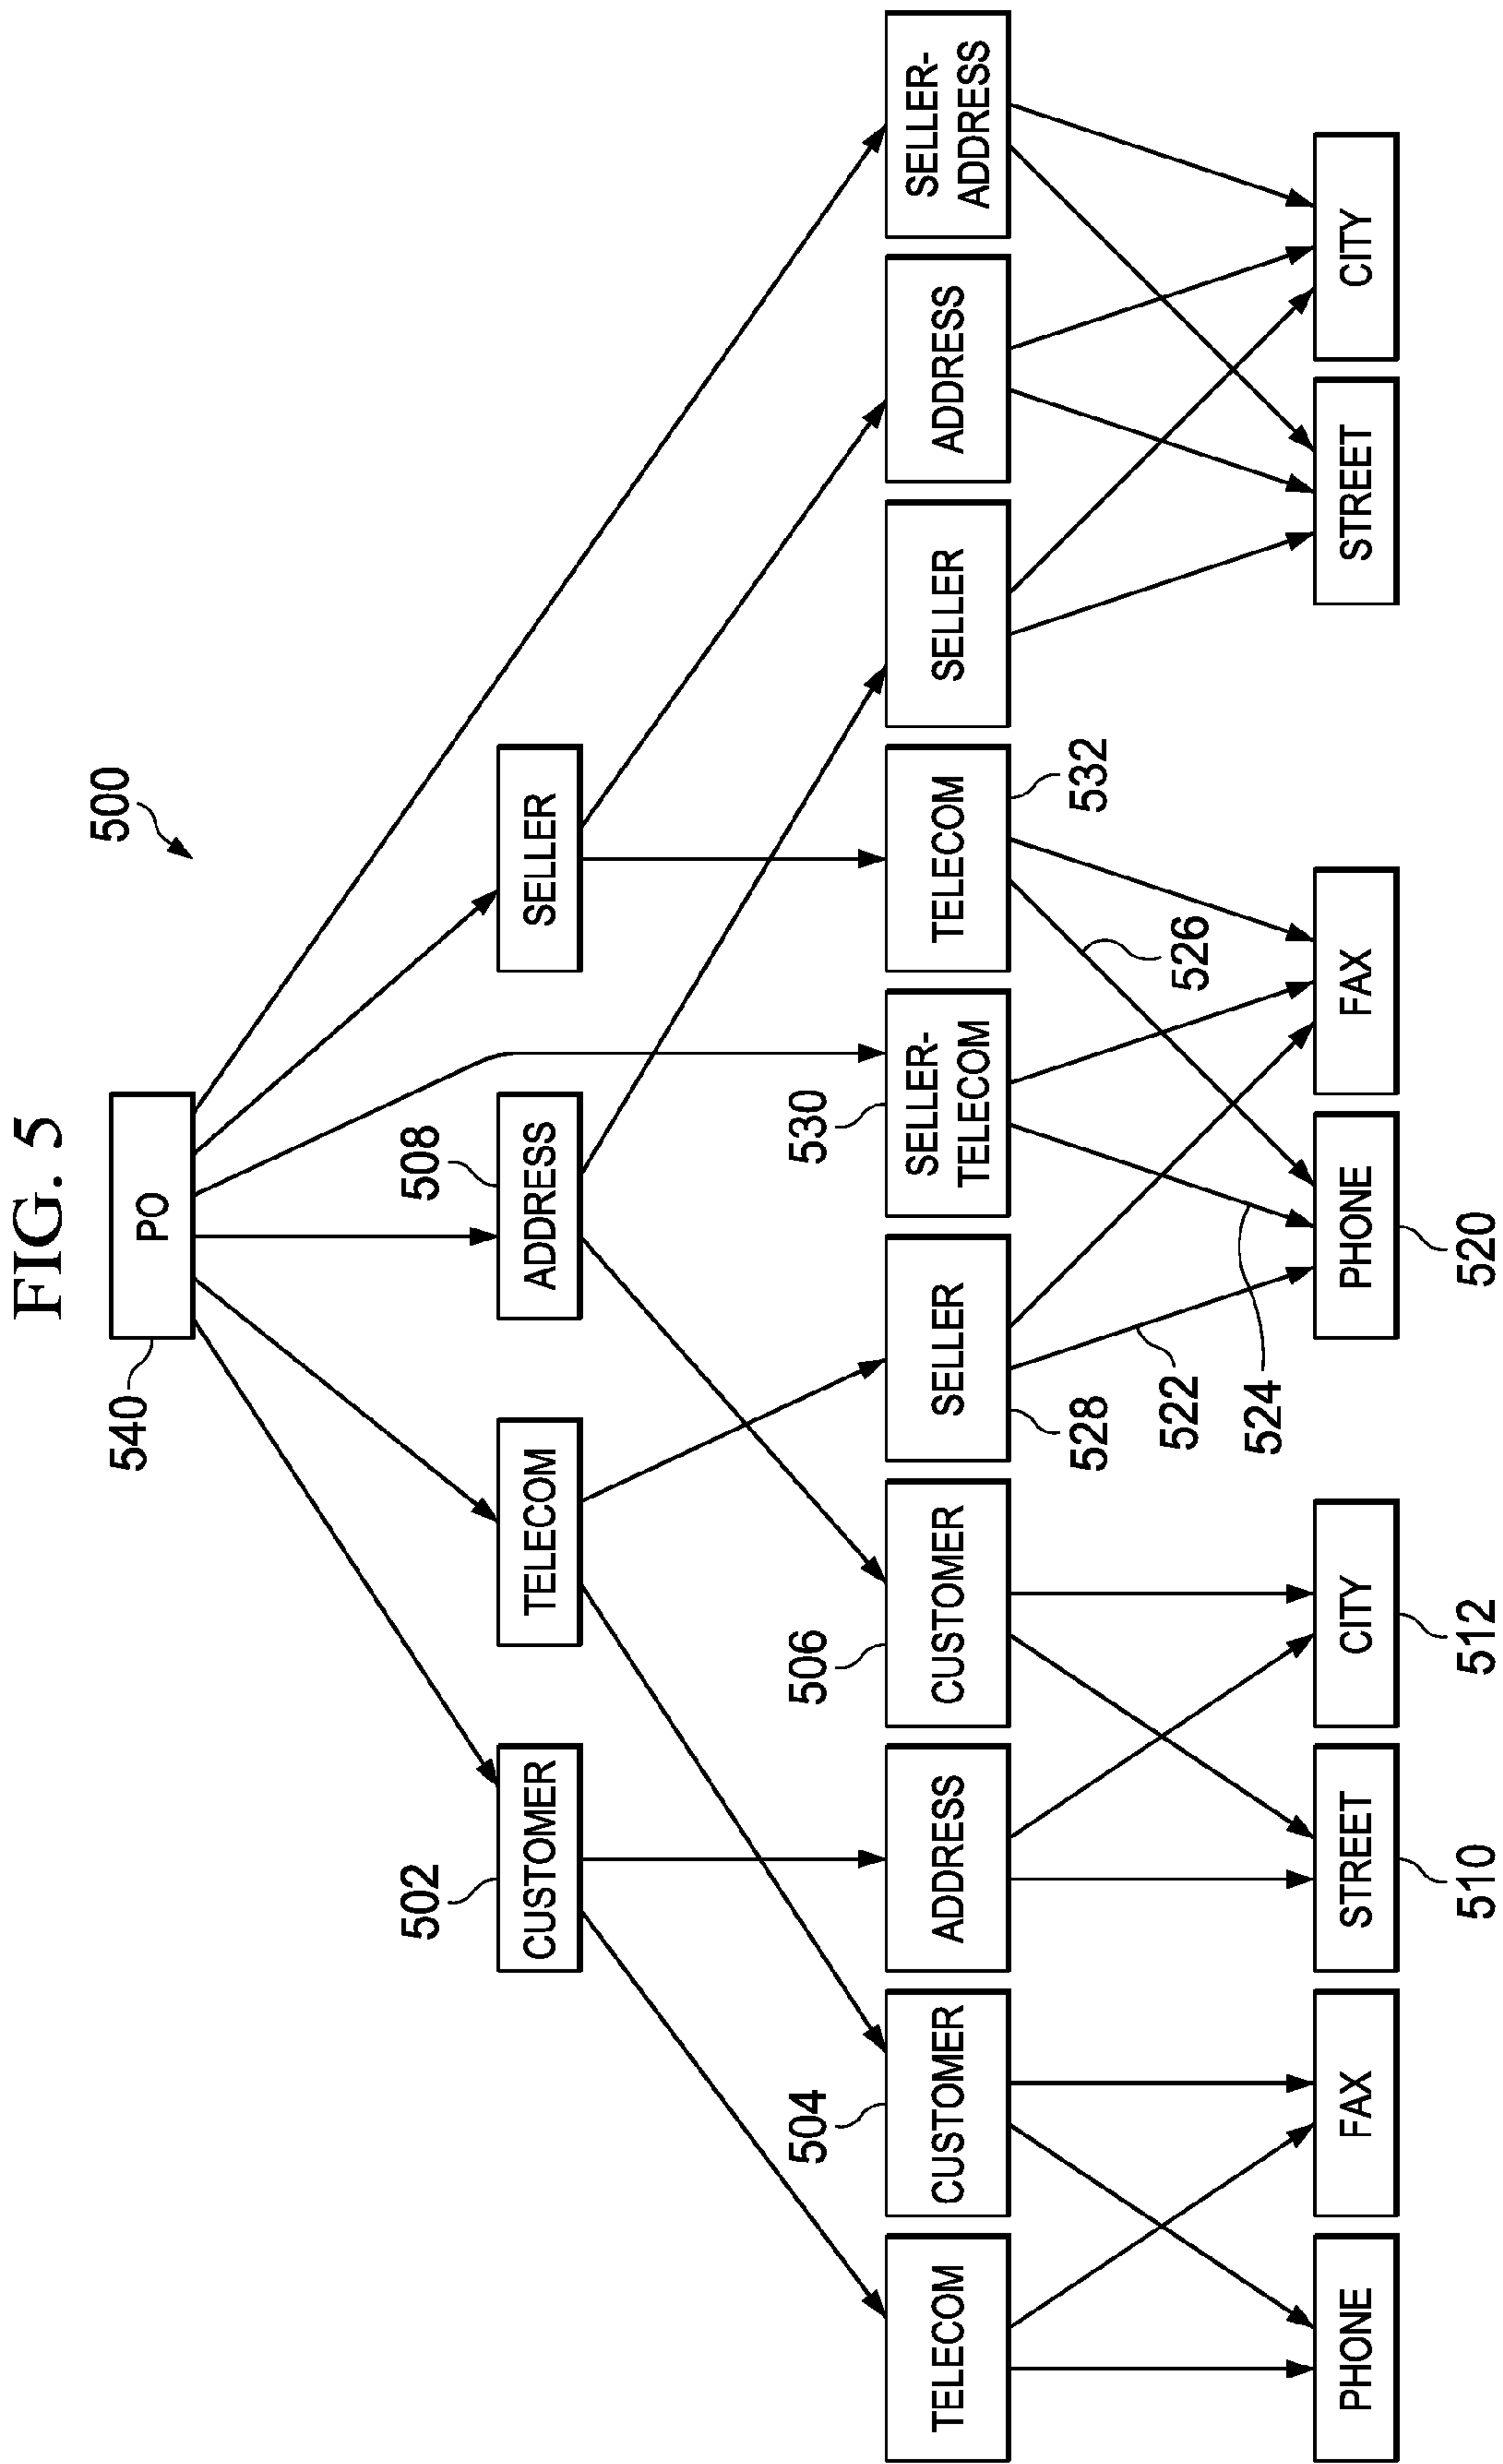 FIG. 5
500
540
PO
502
508
CUSTOMER
TELECOM
ADDRESS
SELLER
504
506
530
TELECOM
CUSTOMER
ADDRESS
CUSTOMER
SELLER
SELLER-
TELECOM
TELECOM
SELLER
ADDRESS
SELLER-
ADDRESS
528
532
522
526
524
PHONE
FAX
STREET
CITY
PHONE
FAX
STREET
CITY
510
512
520